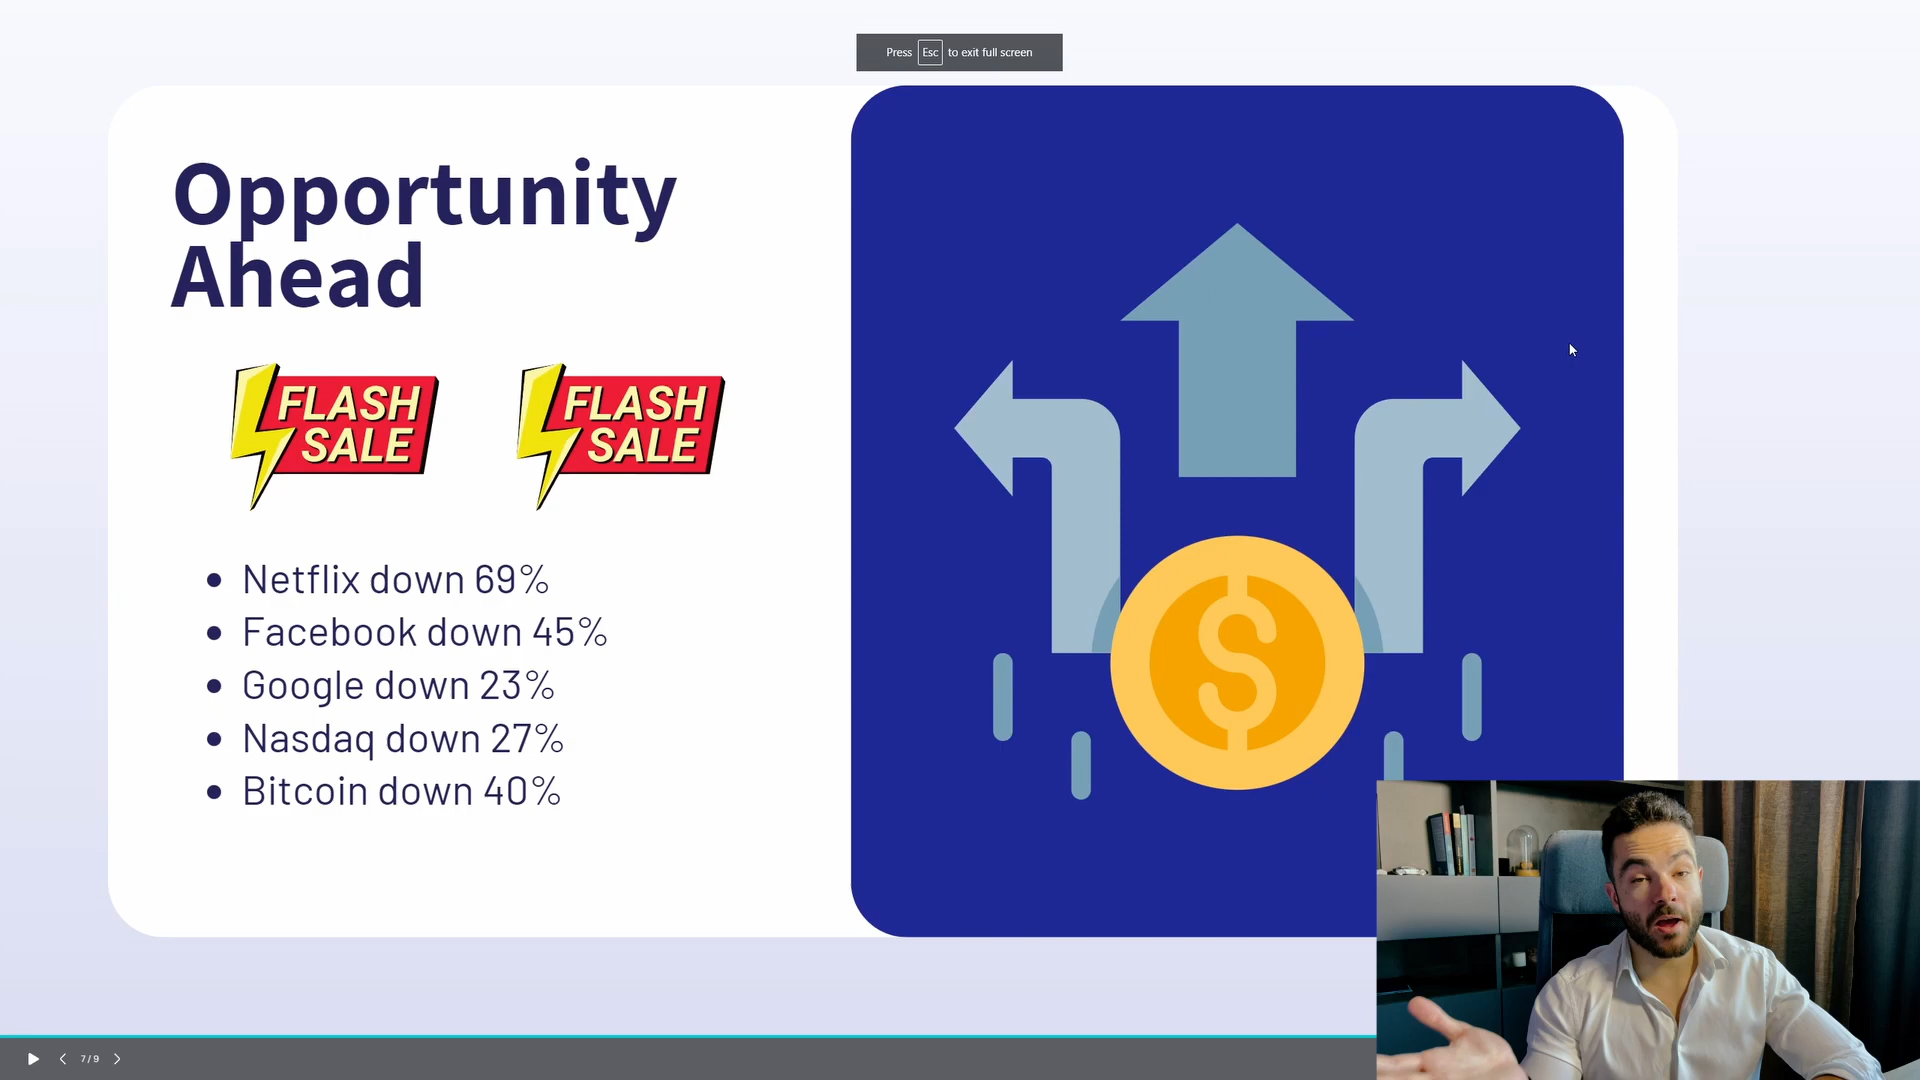 Press Esc to exit full screen
Opportunity
Ahead
FLASH
SALE
FLASH
SALE
• Netflix down 69%
• Facebook down 45%
• Google down 23%
• Nasdaq down 27%
• Bitcoin down 40%
$
7/9